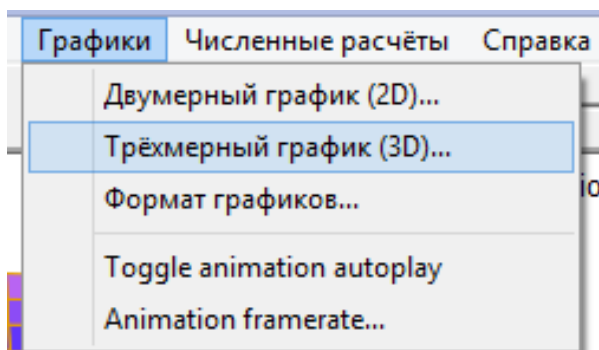 Графики Численные расчёты Справка
Двумерный график (2D)...
Трёхмерный график (3D)...
Формат графиков...
Toggle animation autoplay
Animation framerate...